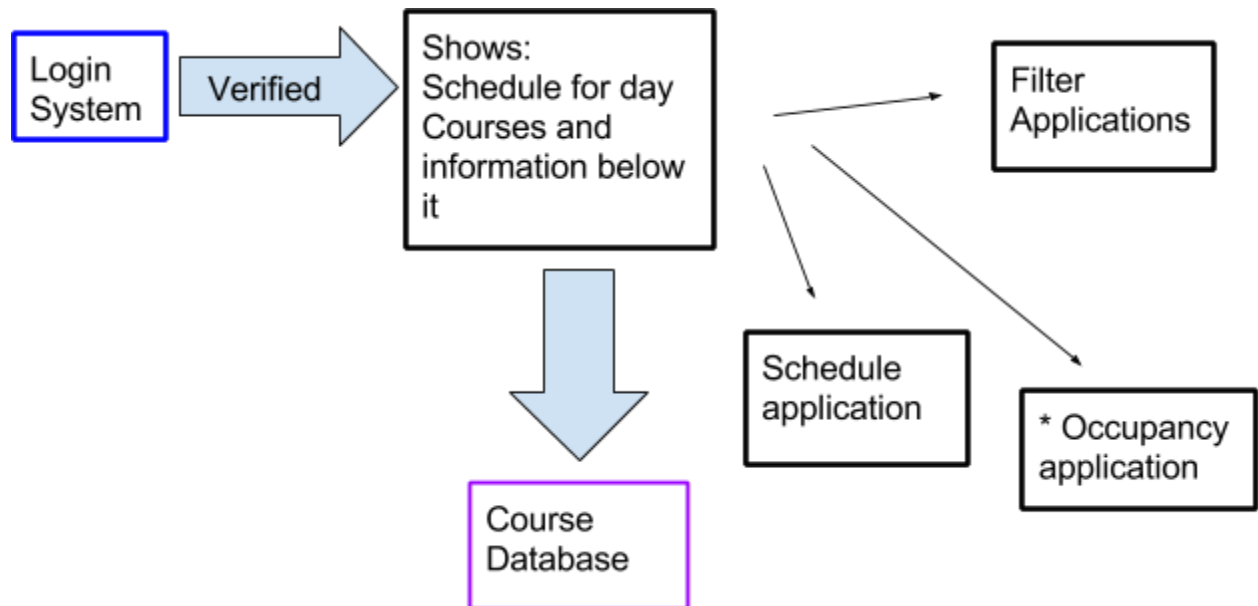 Login
System
Verified
Shows:
Schedule for day
Courses and
information below
it
Filter
Applications
Schedule
application
* Occupancy
application
Course
Database